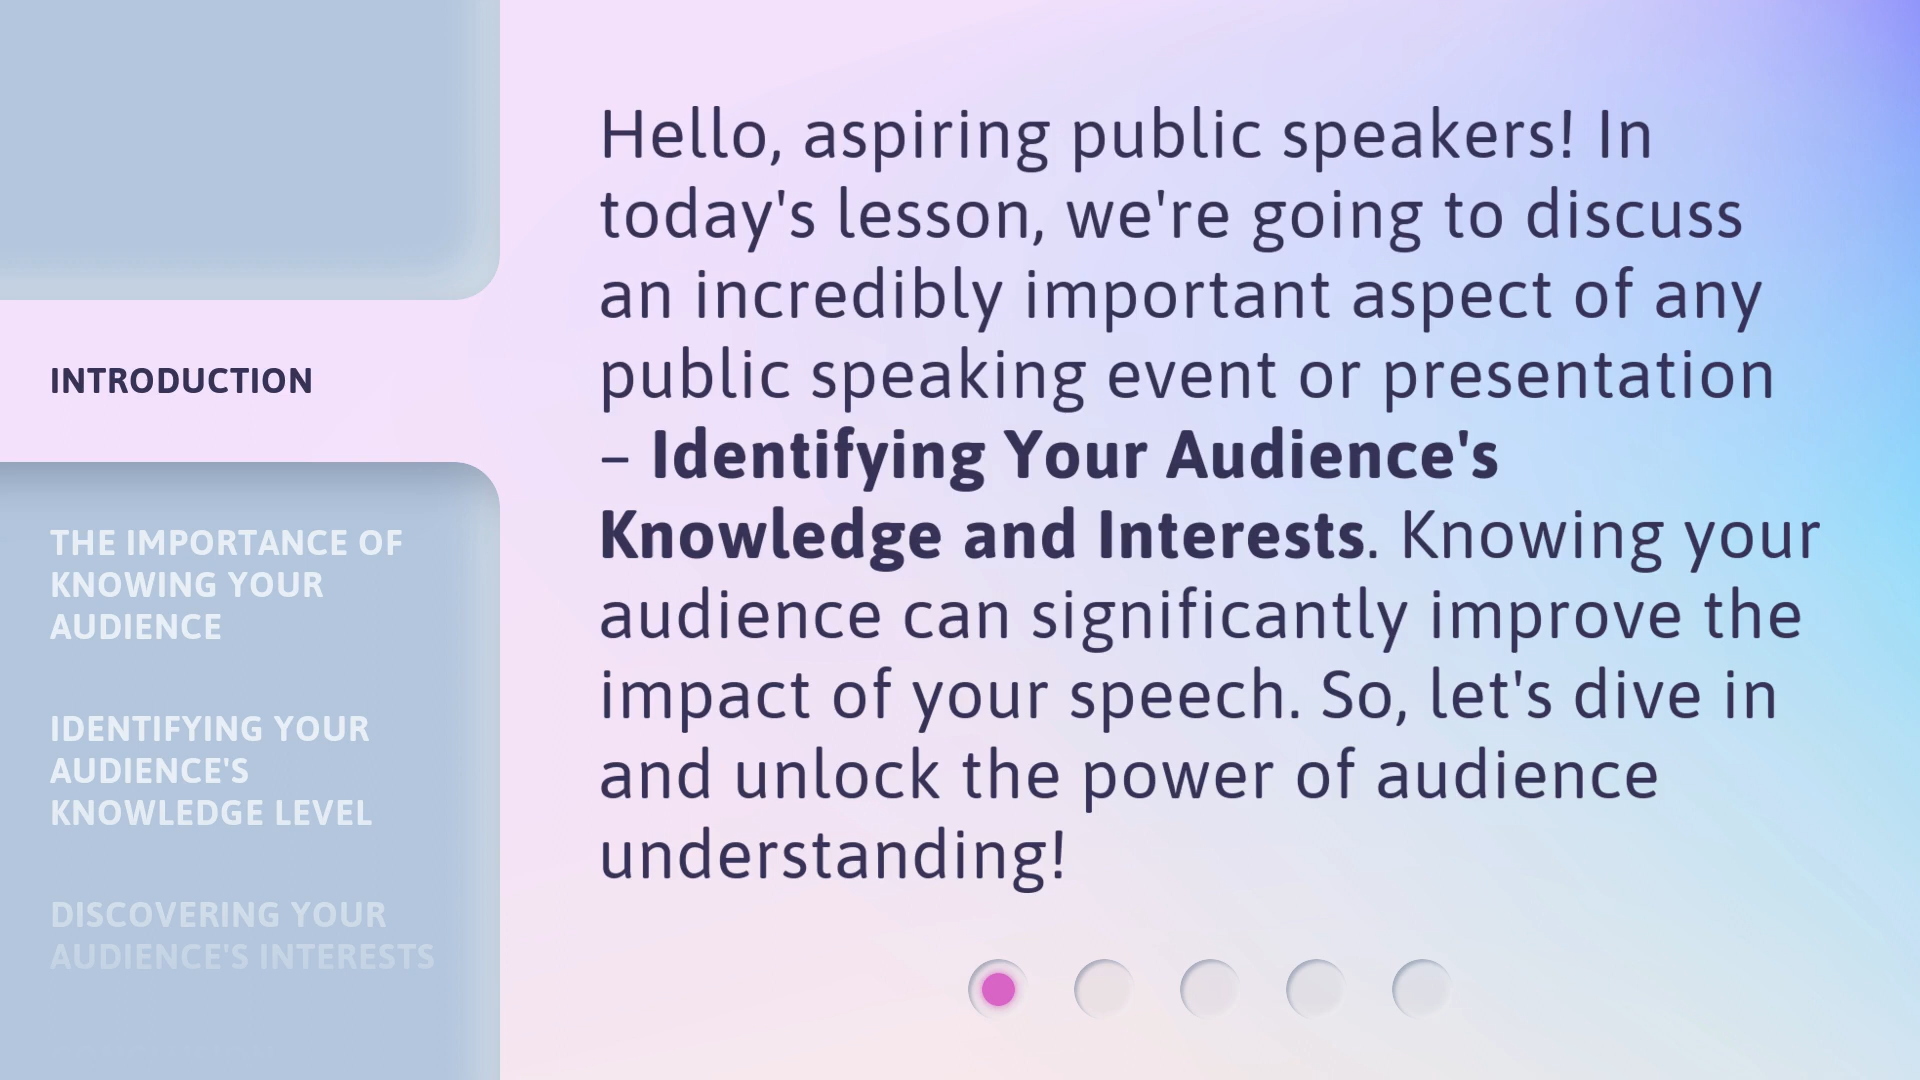 INTRODUCTION
THE IMPORTANCE OF
KNOWING YOUR
AUDIENCE
IDENTIFYING YOUR
AUDIENCE'S
KNOWLEDGE LEVEL
DISCOVERING YOUR
AUDIENCE'S INTERESTS
Hello, aspiring public speakers! In
today's lesson, we're going to discuss
an incredibly important aspect of any
public speaking event or presentation
– Identifying Your Audience's
Knowledge and Interests. Knowing your
audience can significantly improve the
impact of your speech. So, let's dive in
and unlock the power of audience
understanding!